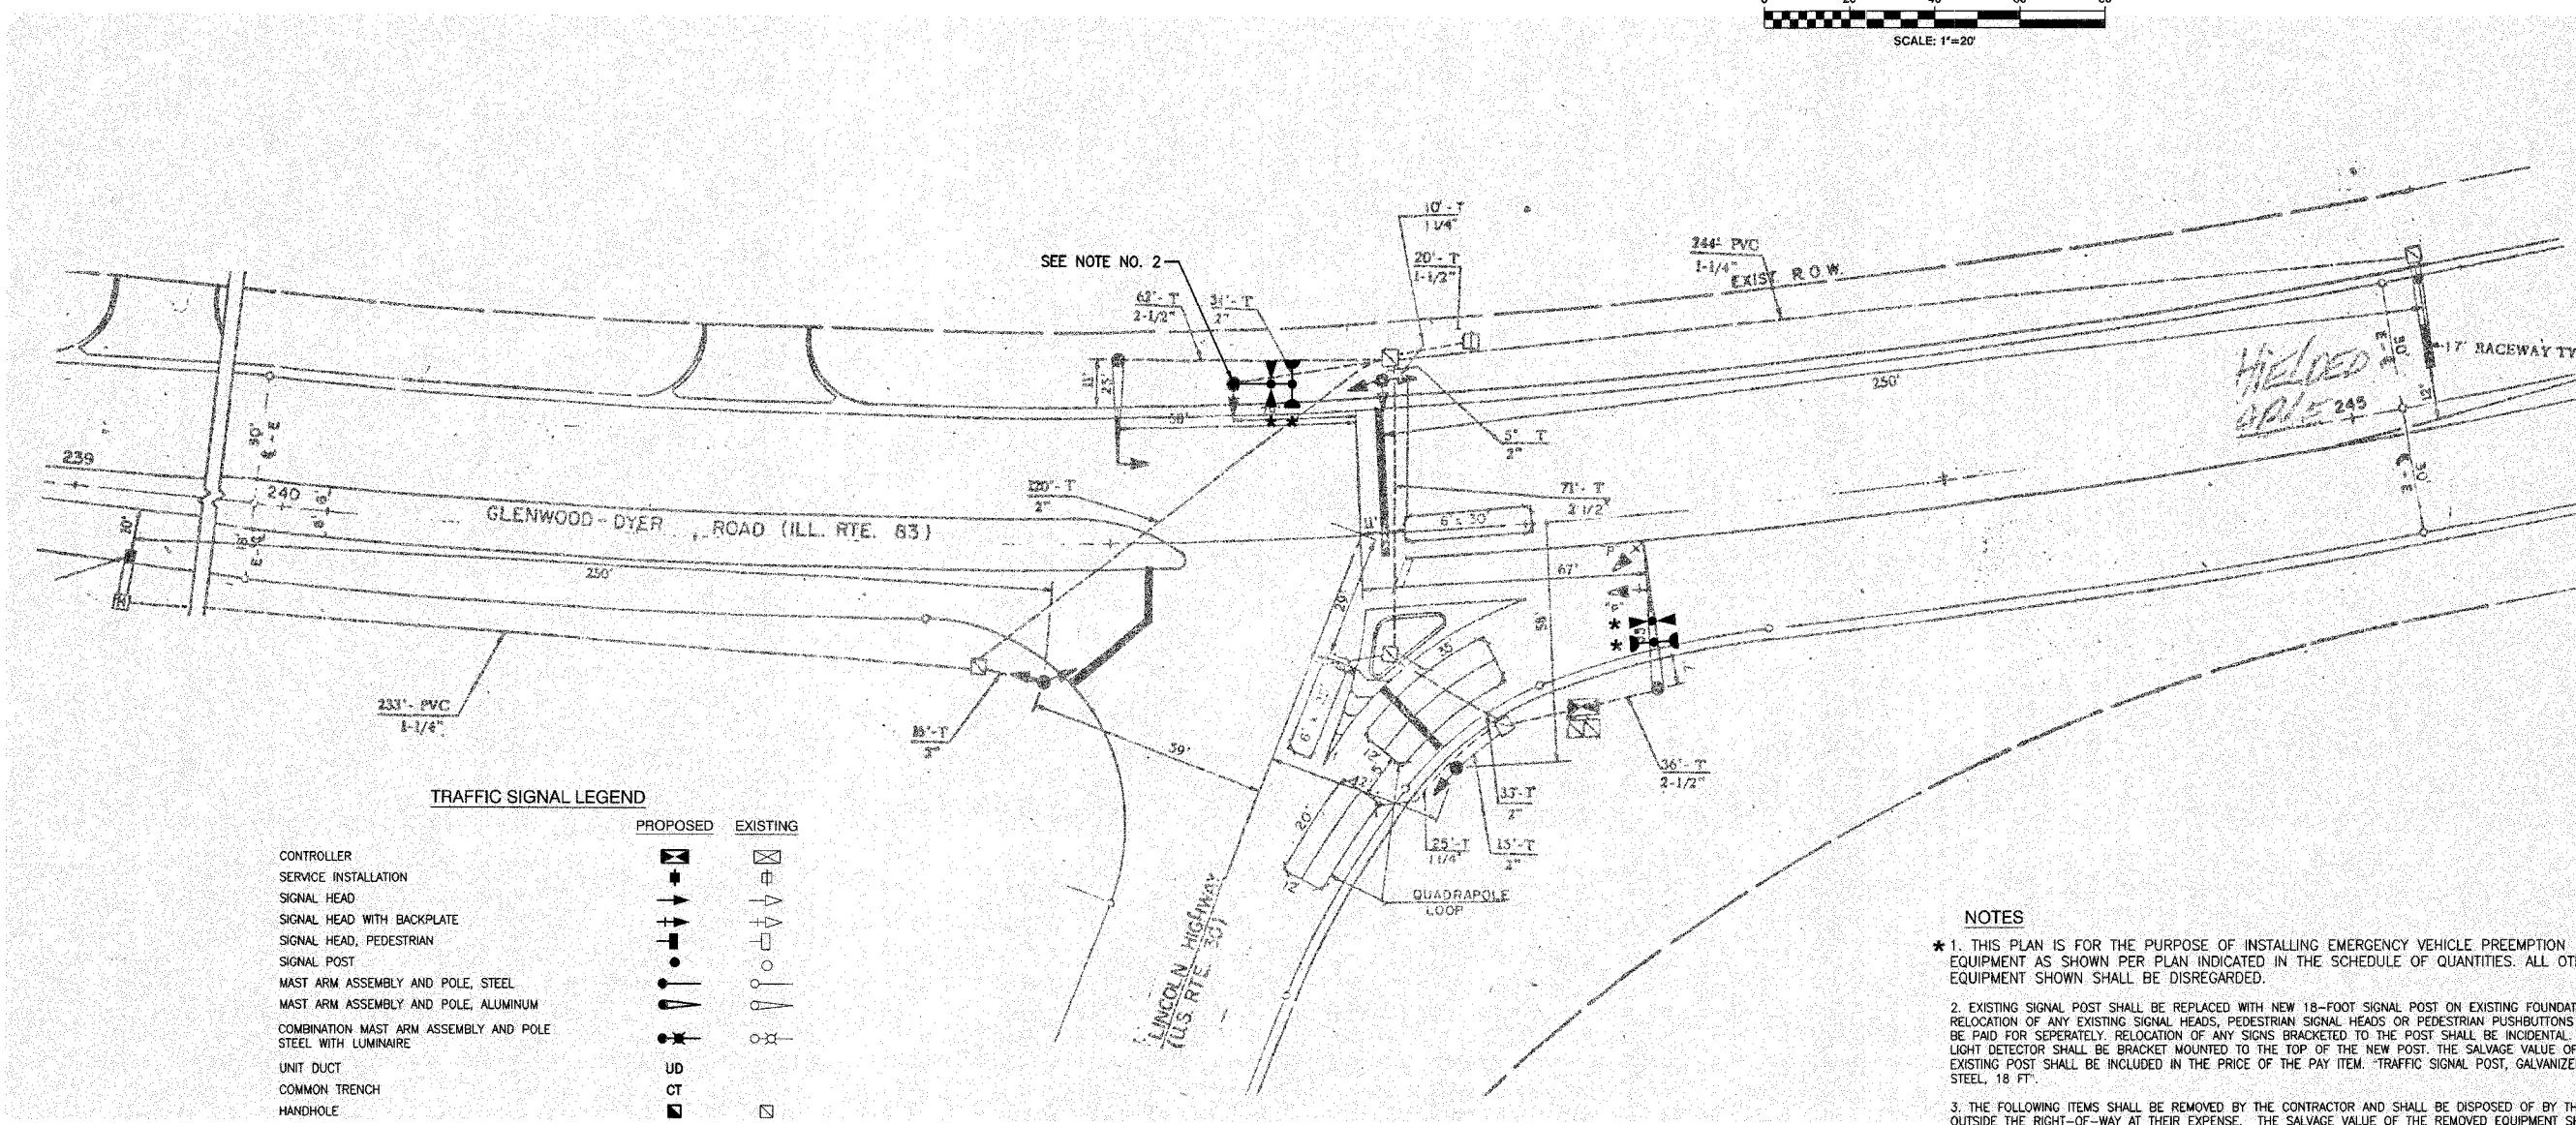 SCALE: 1"=20'
10'-T
1 1/4"
20'-T
1-1/2"
244'- PVC
1-1/4"
EXIST. R.O.W.
SEE NOTE NO. 2
62'-T
2-1/2"
2"
17' RACEWAY
250'
245
12'
30'
E-E
30'
23'
5'-T
2"
239
240
120'-T
2"
71'-T
2 1/2"
GLENWOOD-DYER ROAD (ILL. RTE. 83)
6' x 30'
250'
67'
29'
58'
35'
233'- PVC
1-1/4"
2"
59'
42'
36'-T
2-1/2"
33'-T
2"
20'
25'-T
1 1/4"
15'-T
2"
QUADRAPOLE
LOOP
LINCOLN HIGHWAY
(U.S. RTE. 30)
TRAFFIC SIGNAL LEGEND
PROPOSED EXISTING
CONTROLLER
SERVICE INSTALLATION
SIGNAL HEAD
SIGNAL HEAD WITH BACKPLATE
SIGNAL HEAD, PEDESTRIAN
SIGNAL POST
MAST ARM ASSEMBLY AND POLE, STEEL
MAST ARM ASSEMBLY AND POLE, ALUMINUM
COMBINATION MAST ARM ASSEMBLY AND POLE
STEEL WITH LUMINAIRE
UNIT DUCT UD
COMMON TRENCH CT
HANDHOLE
NOTES
* 1. THIS PLAN IS FOR THE PURPOSE OF INSTALLING EMERGENCY VEHICLE PREEMPTION
EQUIPMENT AS SHOWN PER PLAN INDICATED IN THE SCHEDULE OF QUANTITIES. ALL
EQUIPMENT SHOWN SHALL BE DISREGARDED.
2. EXISTING SIGNAL POST SHALL BE REPLACED WITH NEW 18-FOOT SIGNAL POST ON EXISTING
RELOCATION OF ANY EXISTING SIGNAL HEADS, PEDESTRIAN SIGNAL HEADS OR PEDESTRIAN PUSHBUTTONS
BE PAID FOR SEPERATELY. RELOCATION OF ANY SIGNS BRACKETED TO THE POST SHALL BE INCIDENTAL.
LIGHT DETECTOR SHALL BE BRACKET MOUNTED TO THE TOP OF THE NEW POST. THE SALVAGE VALUE OF
EXISTING POST SHALL BE INCLUDED IN THE PRICE OF THE PAY ITEM. "TRAFFIC SIGNAL POST,
STEEL, 18 FT".
3. THE FOLLOWING ITEMS SHALL BE REMOVED BY THE CONTRACTOR AND SHALL BE DISPOSED OF BY
OUTSIDE THE RIGHT-OF-WAY AT THEIR EXPENSE. THE SALVAGE VALUE OF THE REMOVED EQUIPMENT